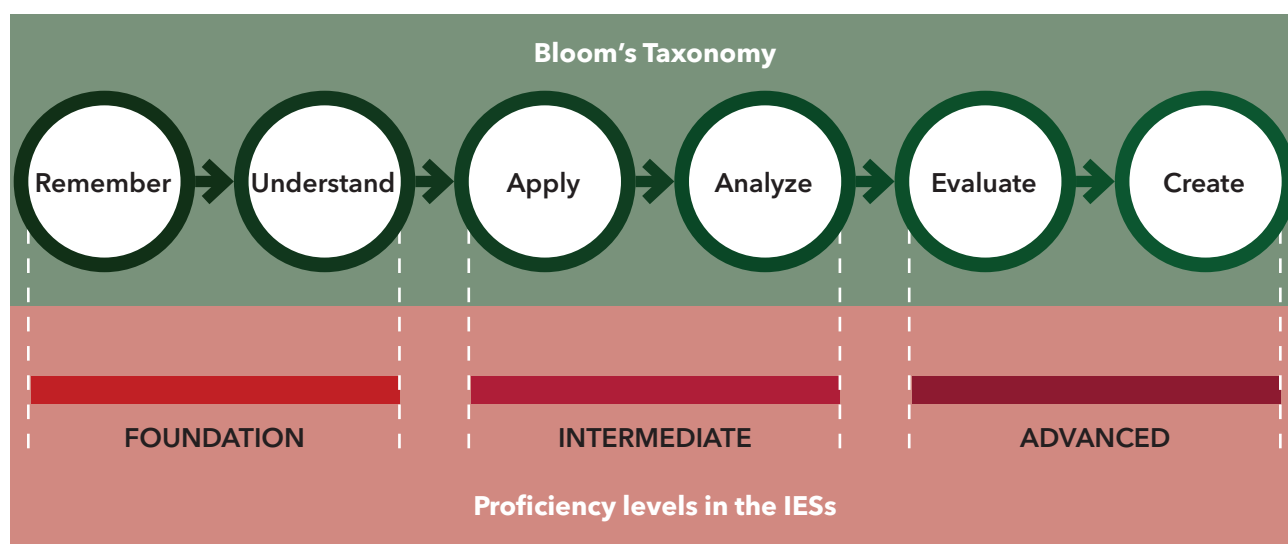 Bloom’s Taxonomy
Remember Understand Apply Analyze Evaluate Create
FOUNDATION INTERMEDIATE ADVANCED
Proficiency levels in the IESs